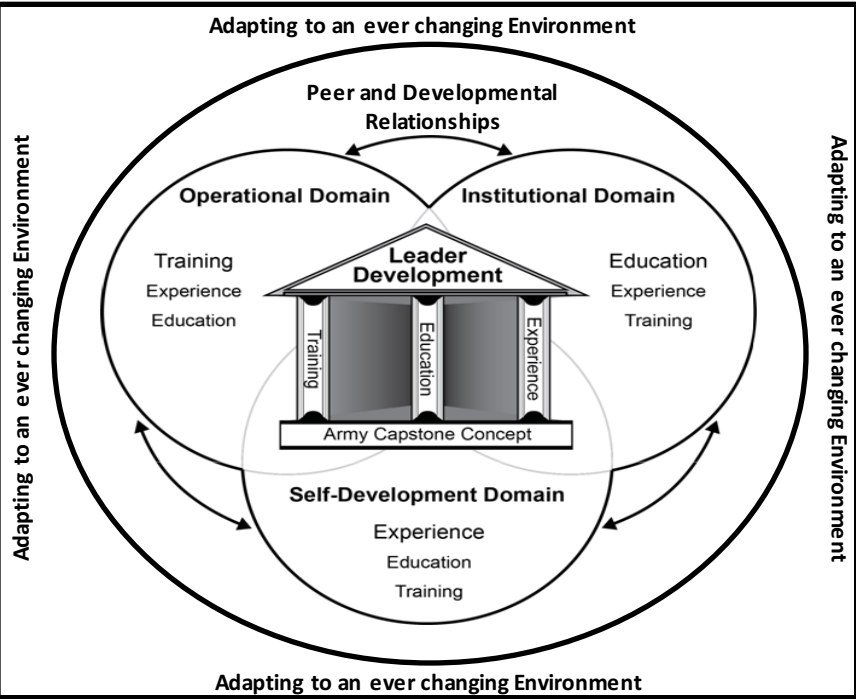 Adapting to an ever changing Environment
Peer and Developmental
Relationships
Adapting to an ever changing Environment
Adapting to an ever changing Environment
Operational Domain
Institutional Domain
Training
Experience
Education
Leader
Development
Education
Experience
Training
Training
Education
Experience
Army Capstone Concept
Self-Development Domain
Experience
Education
Training
Adapting to an ever changing Environment